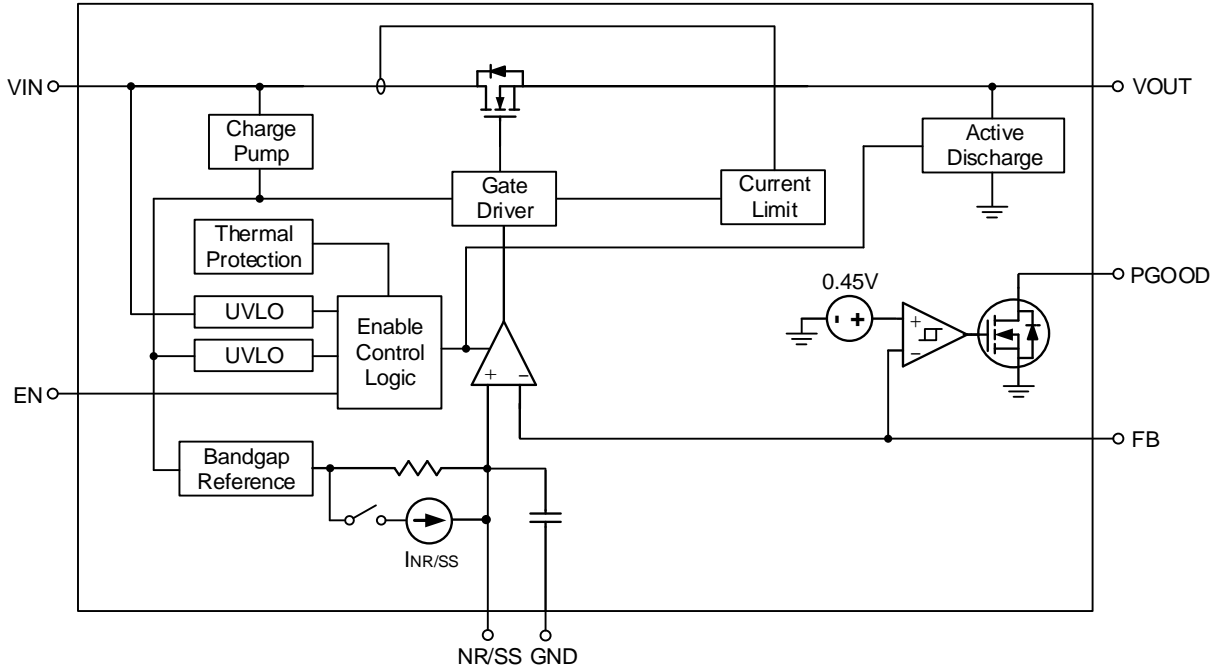 VIN
VOUT
Charge
Pump
Active
Discharge
Gate
Driver
Current
Limit
Thermal
Protection
PGOOD
0.45V
UVLO
Enable
Control
Logic
UVLO
EN
FB
Bandgap
Reference
INR/SS
NR/SS GND